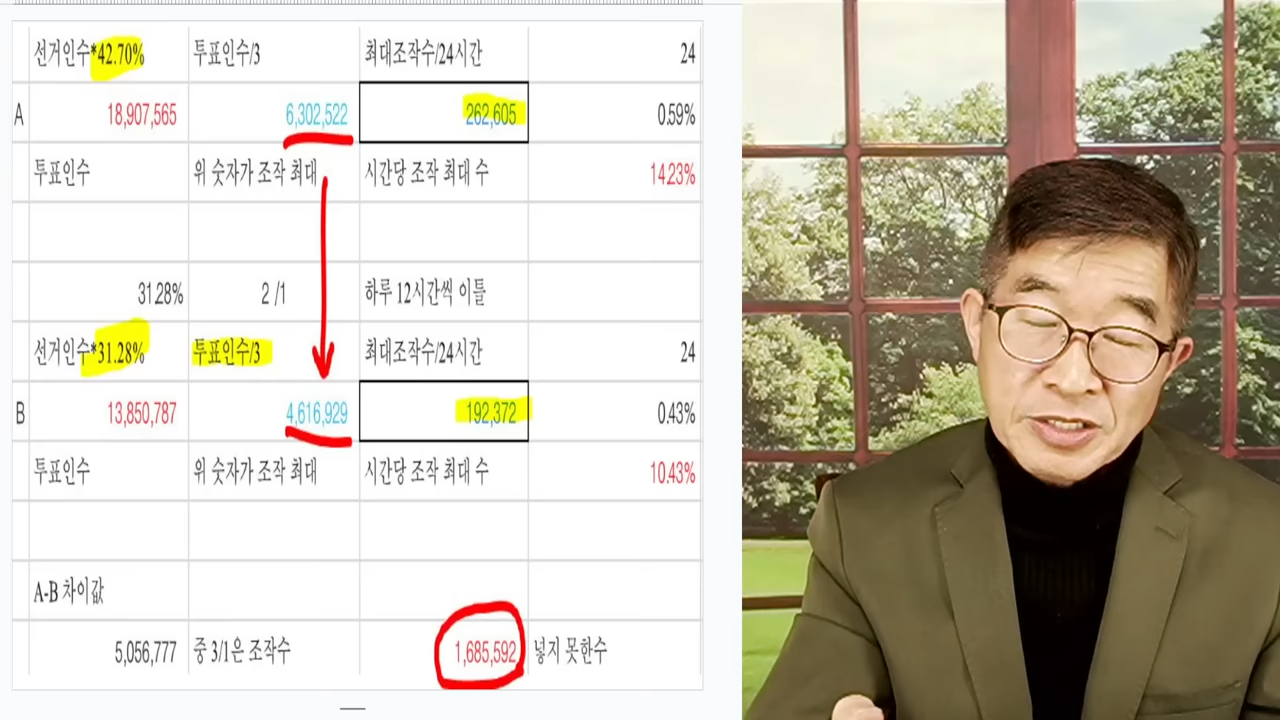 선거인수*42.70% 투표인수/3 최대조작수/24시간 24
A 18,907,565 6,302,522 262,605 0.59%
투표인수 위 숫자가 조작 최대 시간당 조작 최대 수 14.23%
31.28% 2 /1 하루 12시간씩 이틀
선거인수*31.28% 투표인수/3 최대조작수/24시간 24
B 13,850,787 4,616,929 192,372 0.43%
투표인수 위 숫자가 조작 최대 시간당 조작 최대 수 10.43%
A-B 차이값
5,056,777 중 3/1은 조작수 1,685,592 넣지 못한수